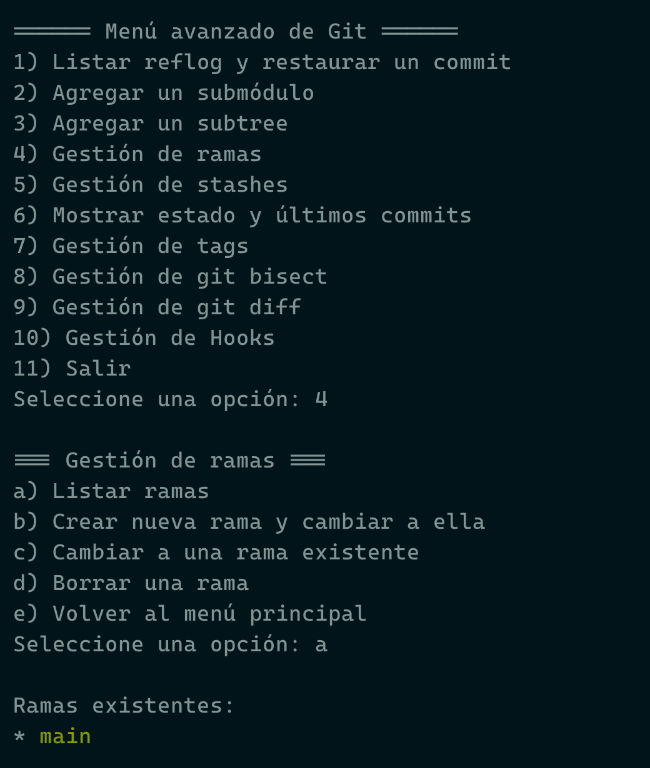 ====== Menú avanzado de Git ======
1) Listar reflog y restaurar un commit
2) Agregar un submódulo
3) Agregar un subtree
4) Gestión de ramas
5) Gestión de stashes
6) Mostrar estado y últimos commits
7) Gestión de tags
8) Gestión de git bisect
9) Gestión de git diff
10) Gestión de Hooks
11) Salir
Seleccione una opción: 4
=== Gestión de ramas ===
a) Listar ramas
b) Crear nueva rama y cambiar a ella
c) Cambiar a una rama existente
d) Borrar una rama
e) Volver al menú principal
Seleccione una opción: a
Ramas existentes:
* main